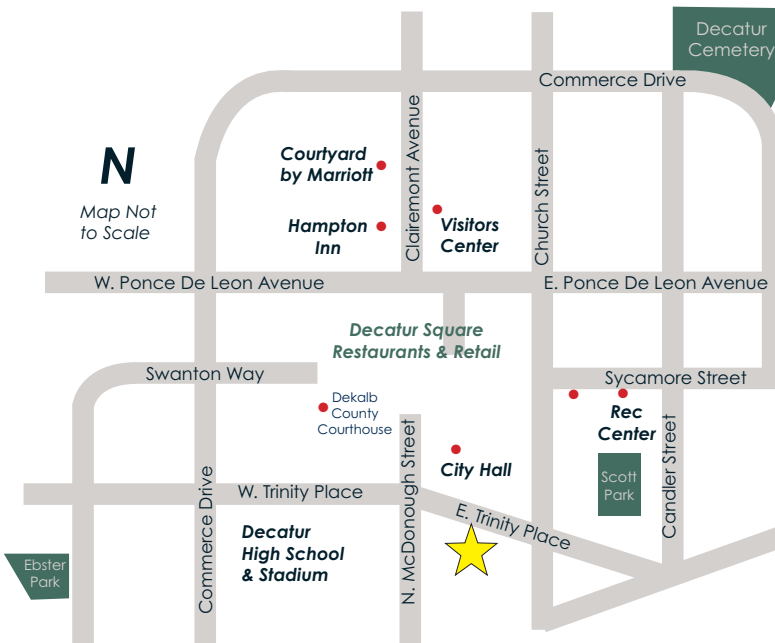 Decatur
Cemetery
Commerce Drive
Clairemont Avenue
Church Street
N
Map Not
to Scale
Courtyard
by Marriott
Hampton
Inn
Visitors
Center
W. Ponce De Leon Avenue
E. Ponce De Leon Avenue
Decatur Square
Restaurants & Retail
Swanton Way
Sycamore Street
Dekalb
County
Courthouse
Rec
Center
N. McDonough Street
Candler Street
City Hall
Scott
Park
Commerce Drive
W. Trinity Place
E. Trinity Place
Decatur
High School
& Stadium
Ebster
Park